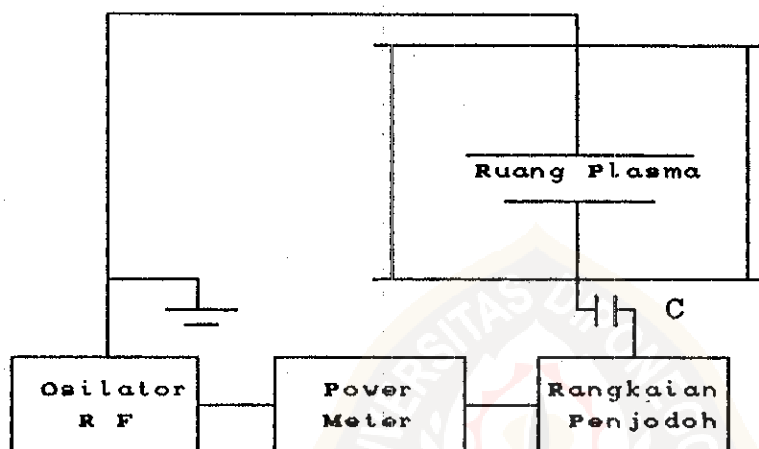 Ruang Plasma
C
Osilator
R F
Power
Meter
Rangkaian
Penjodoh